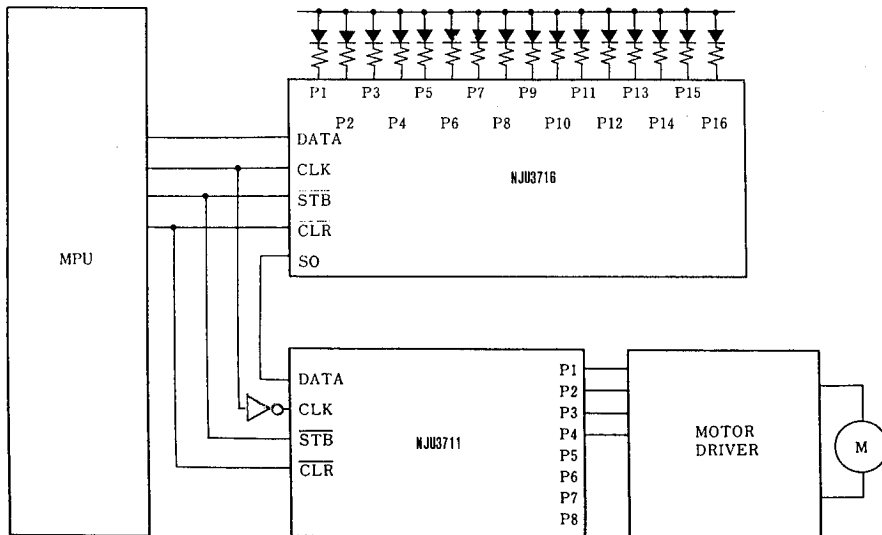 P1 P3 P5 P7 P9 P11 P13 P15
P2 P4 P6 P8 P10 P12 P14 P16
DATA
CLK
STB
CLR
SO
NJU3716
MPU
DATA
CLK
STB
CLR
NJU3711
P1
P2
P3
P4
P5
P6
P7
P8
MOTOR
DRIVER
M